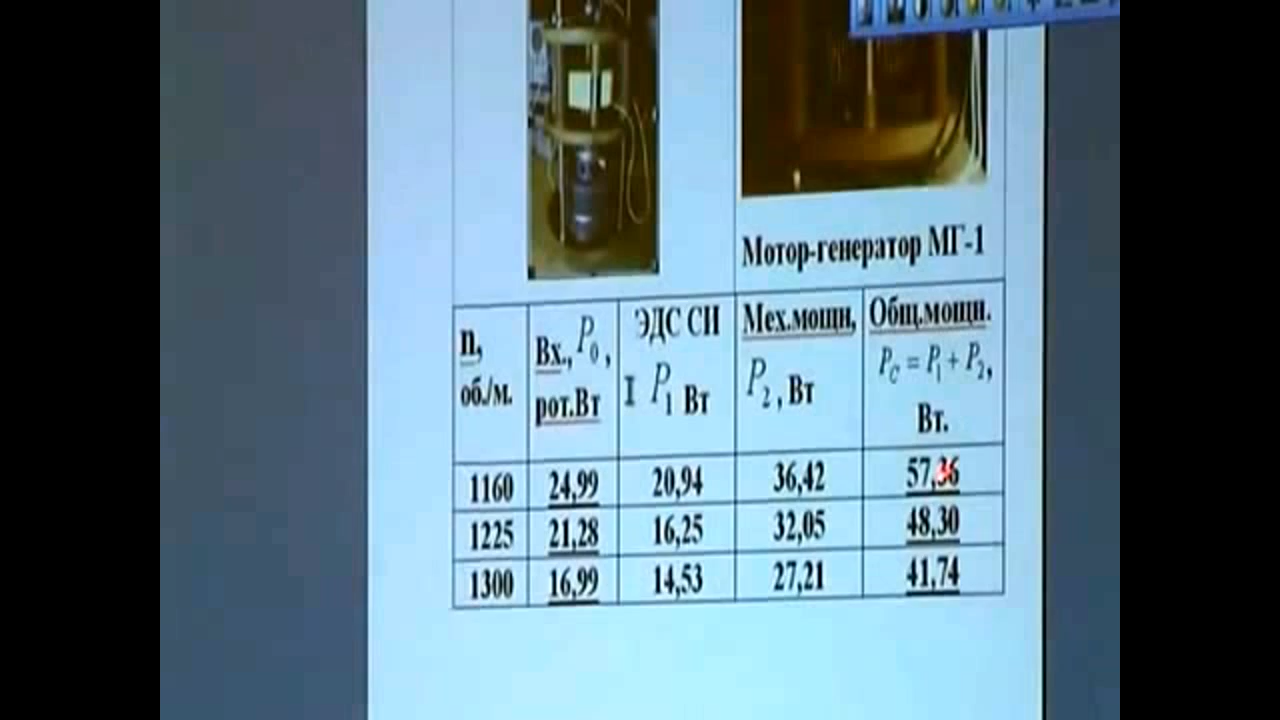 Мотор-генератор МГ-1
n, об./м.
Вх., P₀, рот.Вт
ЭДС СИ P₁ Вт
Мех.мощн, P₂, Вт
Общ.мощн. P_C = P₁ + P₂, Вт.
1160 24,99 20,94 36,42 57,36
1225 21,28 16,25 32,05 48,30
1300 16,99 14,53 27,21 41,74